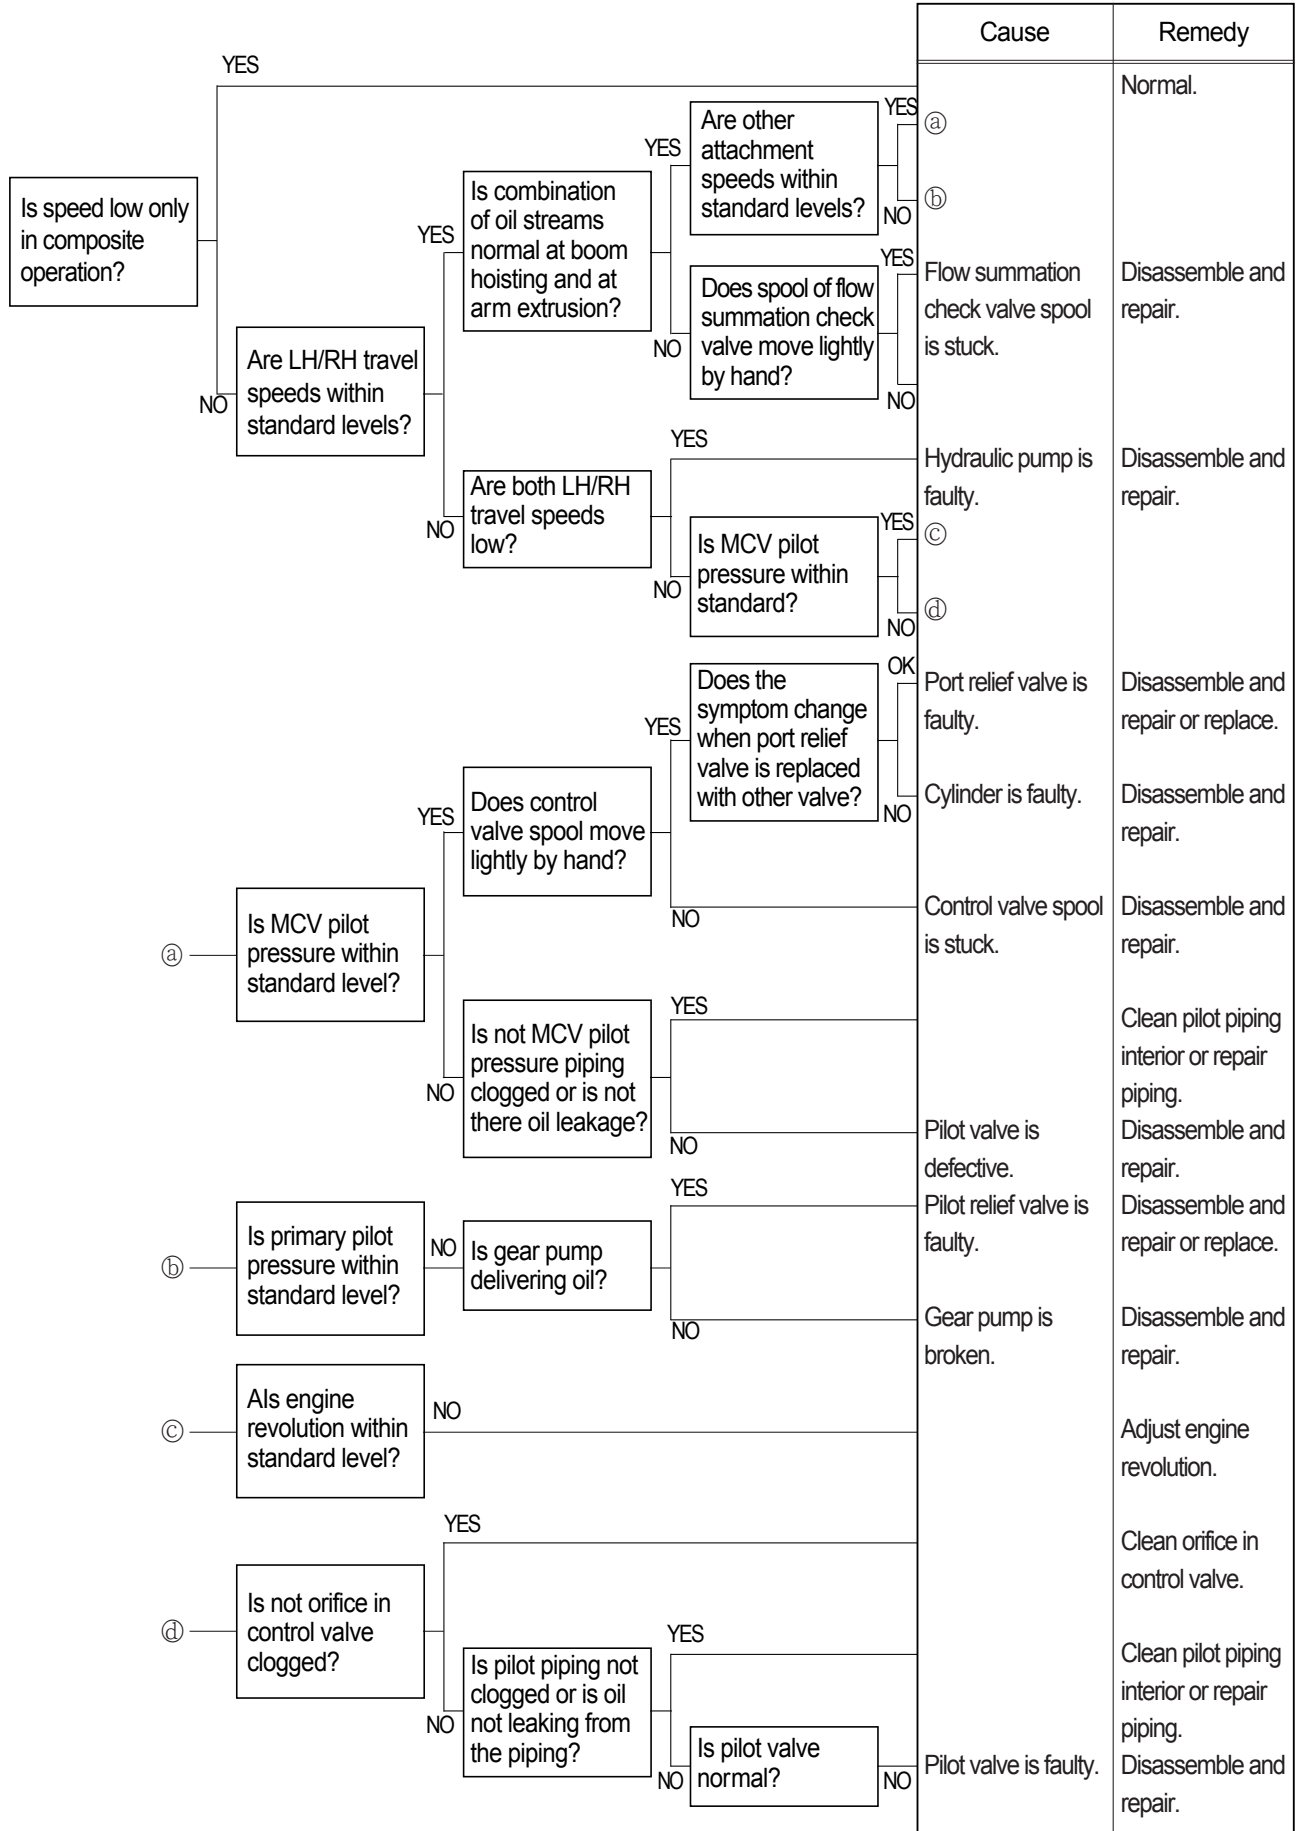 Cause
Remedy
YES
Normal.
Is speed low only
in composite
operation?
NO
Are LH/RH travel
speeds within
standard levels?
YES
Is combination
of oil streams
normal at boom
hoisting and at
arm extrusion?
YES
Are other
attachment
speeds within
standard levels?
YES
ⓐ
NO
ⓑ
NO
Does spool of flow
summation check
valve move lightly
by hand?
YES
Flow summation
check valve spool
is stuck.
Disassemble and
repair.
NO
NO
Are both LH/RH
travel speeds
low?
YES
Hydraulic pump is
faulty.
Disassemble and
repair.
NO
Is MCV pilot
pressure within
standard?
YES
ⓒ
NO
ⓓ
ⓐ
Is MCV pilot
pressure within
standard level?
YES
Does control
valve spool move
lightly by hand?
YES
Does the
symptom change
when port relief
valve is replaced
with other valve?
OK
Port relief valve is
faulty.
Disassemble and
repair or replace.
NO
Cylinder is faulty.
Disassemble and
repair.
NO
Control valve spool
is stuck.
Disassemble and
repair.
NO
Is not MCV pilot
pressure piping
clogged or is not
there oil leakage?
YES
Clean pilot piping
interior or repair
piping.
NO
Pilot valve is
defective.
Disassemble and
repair.
ⓑ
Is primary pilot
pressure within
standard level?
NO
Is gear pump
delivering oil?
YES
Pilot relief valve is
faulty.
Disassemble and
repair or replace.
NO
Gear pump is
broken.
Disassemble and
repair.
ⓒ
AIs engine
revolution within
standard level?
NO
Adjust engine
revolution.
ⓓ
Is not orifice in
control valve
clogged?
YES
Clean orifice in
control valve.
NO
Is pilot piping not
clogged or is oil
not leaking from
the piping?
YES
Clean pilot piping
interior or repair
piping.
NO
Is pilot valve
normal?
NO
Pilot valve is faulty.
Disassemble and
repair.